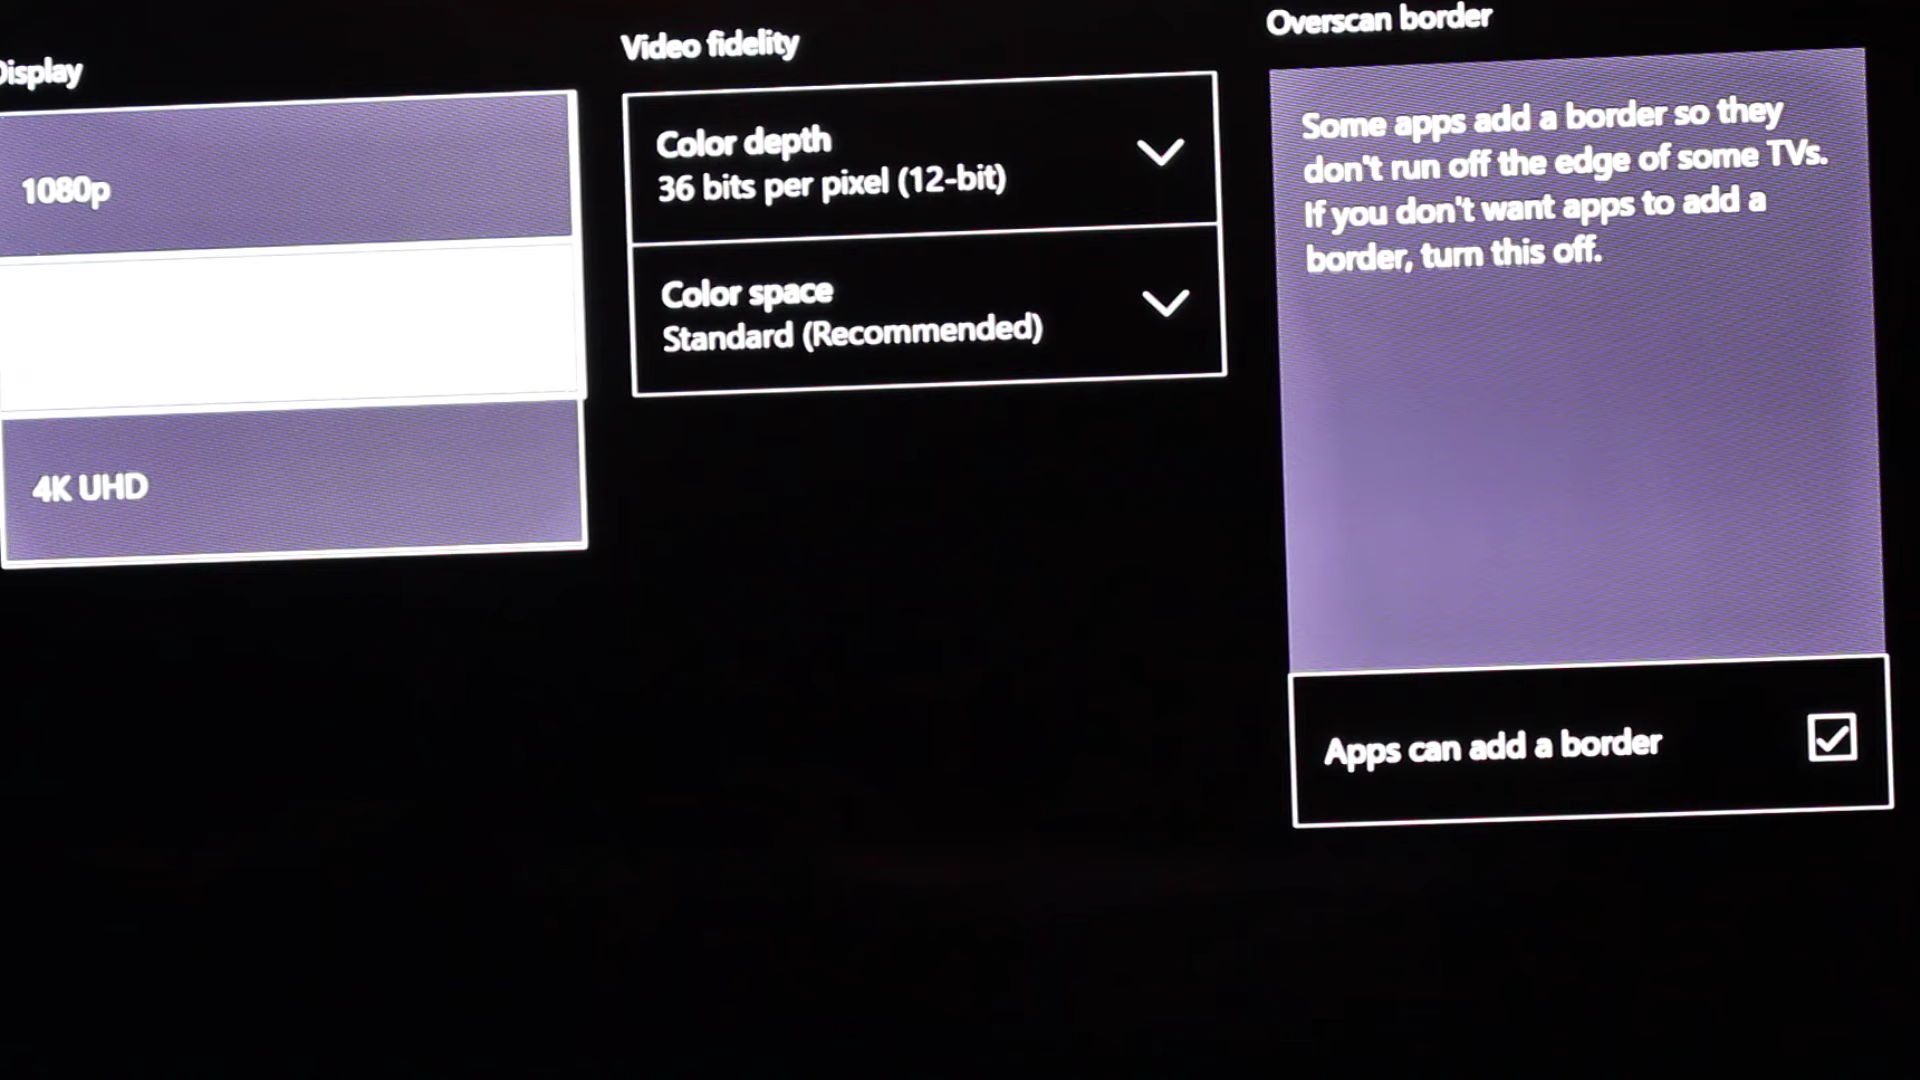 Display
1080p
4K UHD
Video fidelity
Color depth
36 bits per pixel (12-bit)
Color space
Standard (Recommended)
Overscan border
Some apps add a border so they
don't run off the edge of some TVs.
If you don't want apps to add a
border, turn this off.
Apps can add a border